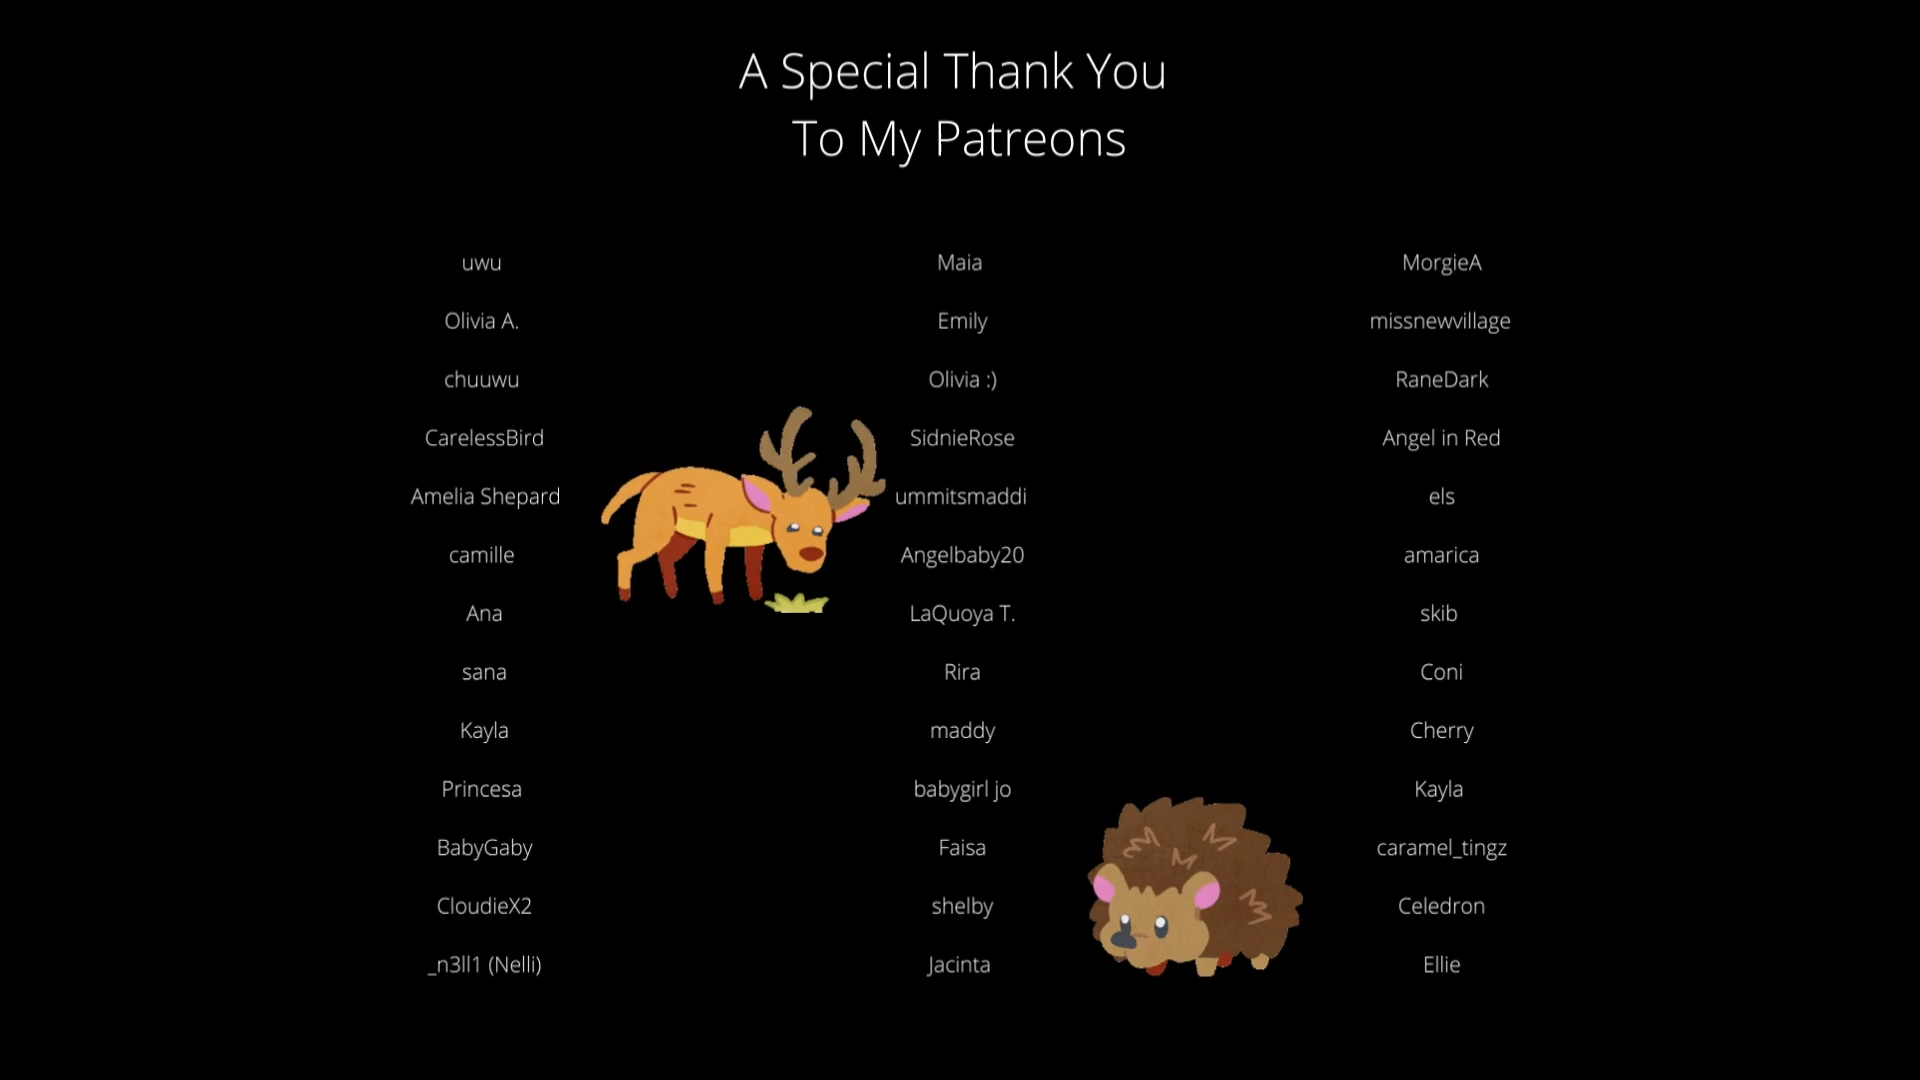 A Special Thank You
To My Patreons
uwu
Olivia A.
chuuwu
CarelessBird
Amelia Shepard
camille
Ana
sana
Kayla
Princesa
BabyGaby
CloudieX2
_n3ll1 (Nelli)
Maia
Emily
Olivia :)
SidnieRose
ummitsmaddi
Angelbaby20
LaQuoya T.
Rira
maddy
babygirl jo
Faisa
shelby
Jacinta
MorgieA
missnewvillage
RaneDark
Angel in Red
els
amarica
skib
Coni
Cherry
Kayla
caramel_tingz
Celedron
Ellie